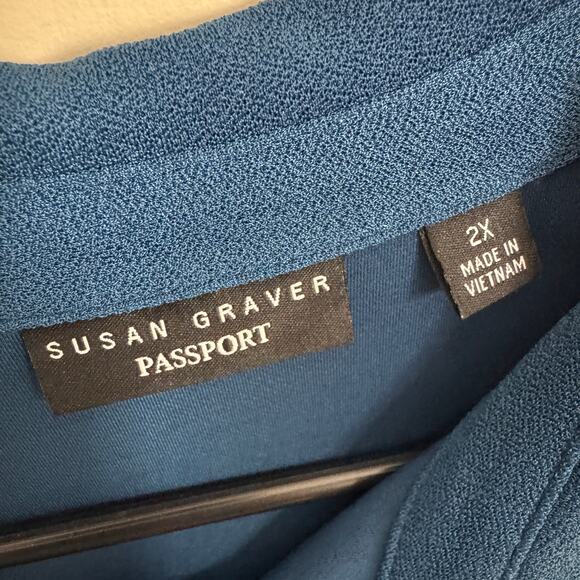 SUSAN GRAVER
PASSPORT
2X
MADE IN
VIETNAM